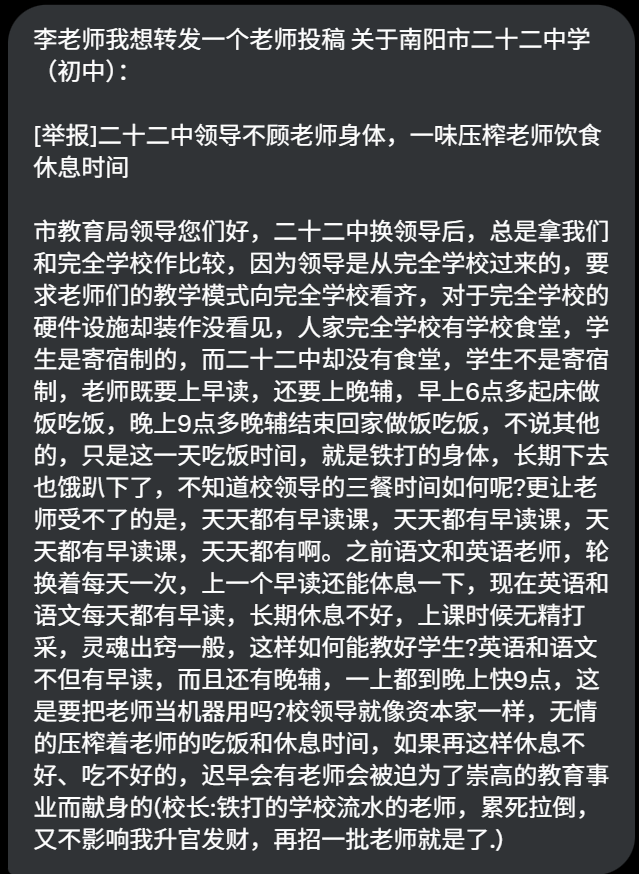 李老师我想转发一个老师投稿 关于南阳市二十二中学
（初中）：
[举报]二十二中领导不顾老师身体，一味压榨老师饮食
休息时间
市教育局领导您们好，二十二中换领导后，总是拿我们
和完全学校作比较，因为领导是从完全学校过来的，要
求老师们的教学模式向完全学校看齐，对于完全学校的
硬件设施却装作没看见，人家完全学校有学校食堂，学
生是寄宿制的，而二十二中却没有食堂，学生不是寄宿
制，老师既要上早读，还要上晚辅，早上6点多起床做
饭吃饭，晚上9点多晚辅结束回家做饭吃饭，不说其他
的，只是这一天吃饭时间，就是铁打的身体，长期下去
也饿趴下了，不知道校领导的三餐时间如何呢?更让老
师受不了的是，天天都有早读课，天天都有早读课，天
天都有早读课，天天都有啊。之前语文和英语老师，轮
换着每天一次，上一个早读还能体息一下，现在英语和
语文每天都有早读，长期休息不好，上课时候无精打
采，灵魂出窍一般，这样如何能教好学生?英语和语文
不但有早读，而且还有晚辅，一上都到晚上快9点，这
是要把老师当机器用吗?校领导就像资本家一样，无情
的压榨着老师的吃饭和休息时间，如果再这样休息不
好、吃不好的，迟早会有老师会被迫为了崇高的教育事
业而献身的(校长:铁打的学校流水的老师，累死拉倒，
又不影响我升官发财，再招一批老师就是了.)